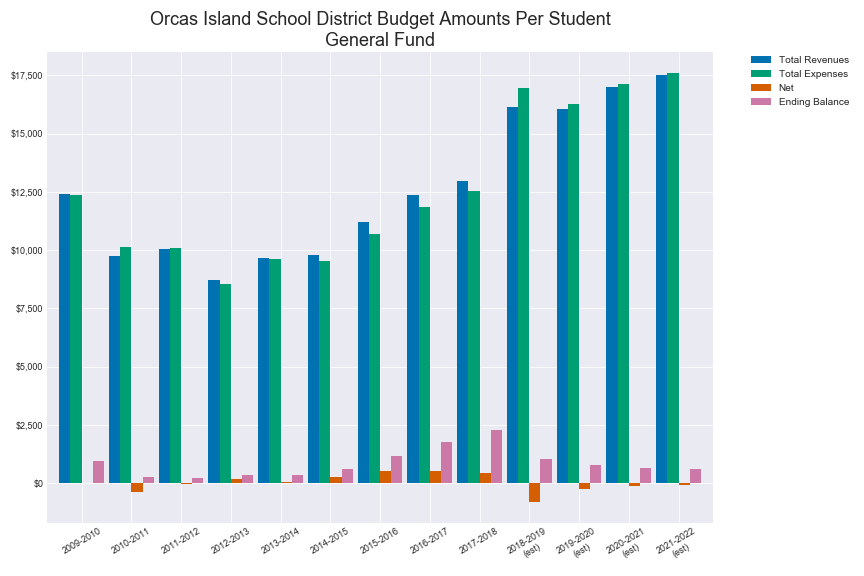 Orcas Island School District Budget Amounts Per Student
General Fund
Total Revenues
Total Expenses
Net
Ending Balance
$17,500
$15,000
$12,500
$10,000
$7,500
$5,000
$2,500
$0
2009-2010
2010-2011
2011-2012
2012-2013
2013-2014
2014-2015
2015-2016
2016-2017
2017-2018
2018-2019
(est)
2019-2020
(est)
2020-2021
(est)
2021-2022
(est)